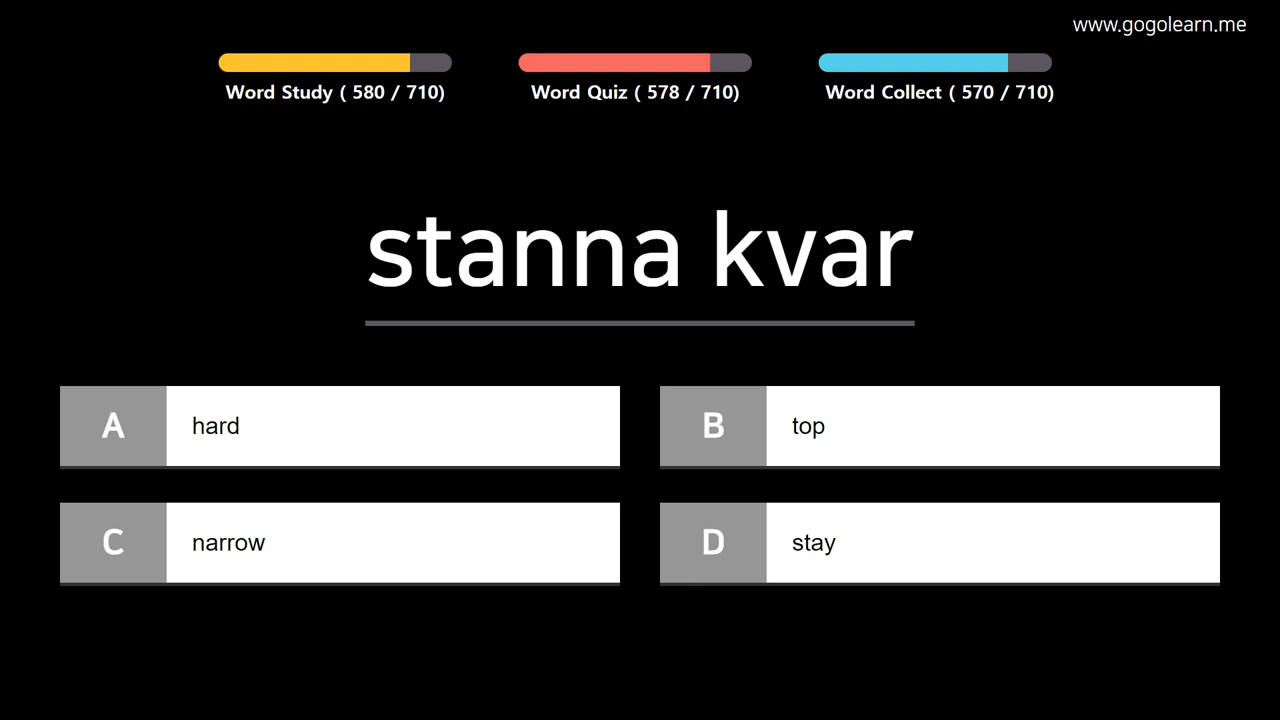 www.gogolearn.me
Word Study ( 580 / 710)
Word Quiz ( 578 / 710)
Word Collect ( 570 / 710)
stanna kvar
A hard
B top
C narrow
D stay